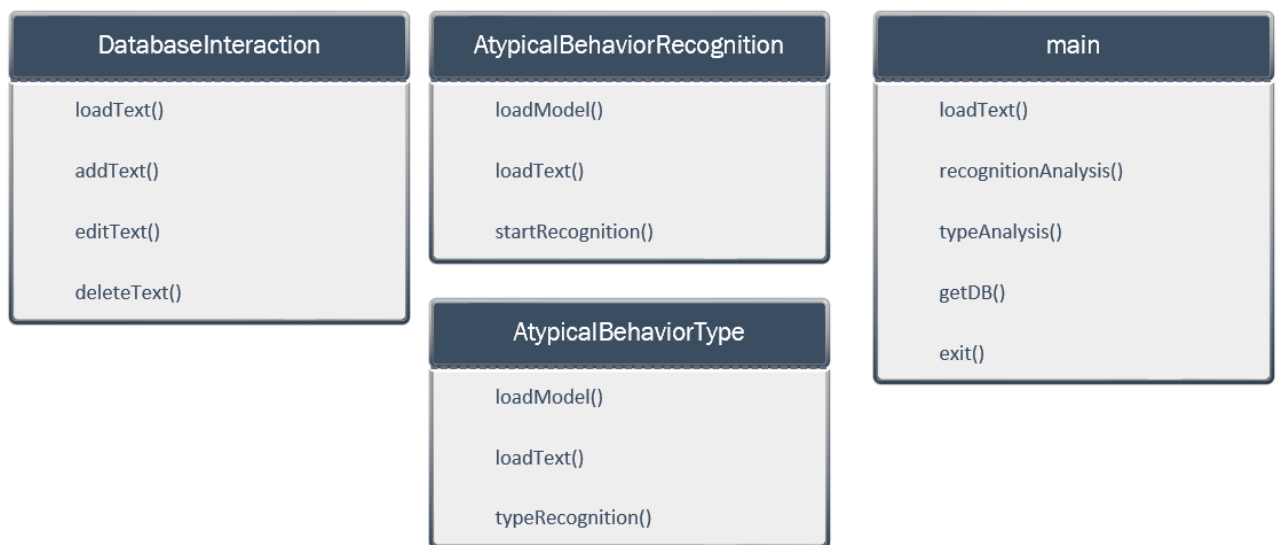 DatabaseInteraction
loadText()
addText()
editText()
deleteText()
AtypicalBehaviorRecognition
loadModel()
loadText()
startRecognition()
AtypicalBehaviorType
loadModel()
loadText()
typeRecognition()
main
loadText()
recognitionAnalysis()
typeAnalysis()
getDB()
exit()